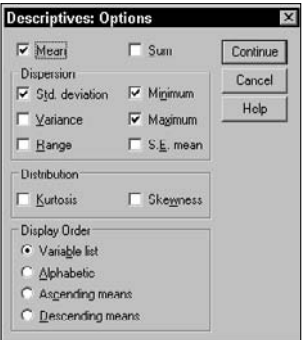 Descriptives: Options
Mean Sum Continue
Dispersion Cancel
Std. deviation Minimum Help
Variance Maximum
Range S.E. mean
Distribution
Kurtosis Skewness
Display Order
Variable list
Alphabetic
Ascending means
Descending means